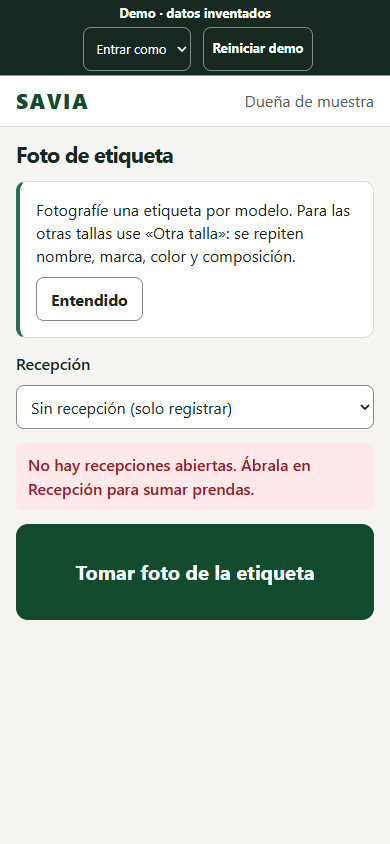 Demo · datos inventados
Entrar como
Reiniciar demo
SAVIA
Dueña de muestra
Foto de etiqueta
Fotografíe una etiqueta por modelo. Para las
otras tallas use «Otra talla»: se repiten
nombre, marca, color y composición.
Entendido
Recepción
Sin recepción (solo registrar)
No hay recepciones abiertas. Ábrala en
Recepción para sumar prendas.
Tomar foto de la etiqueta